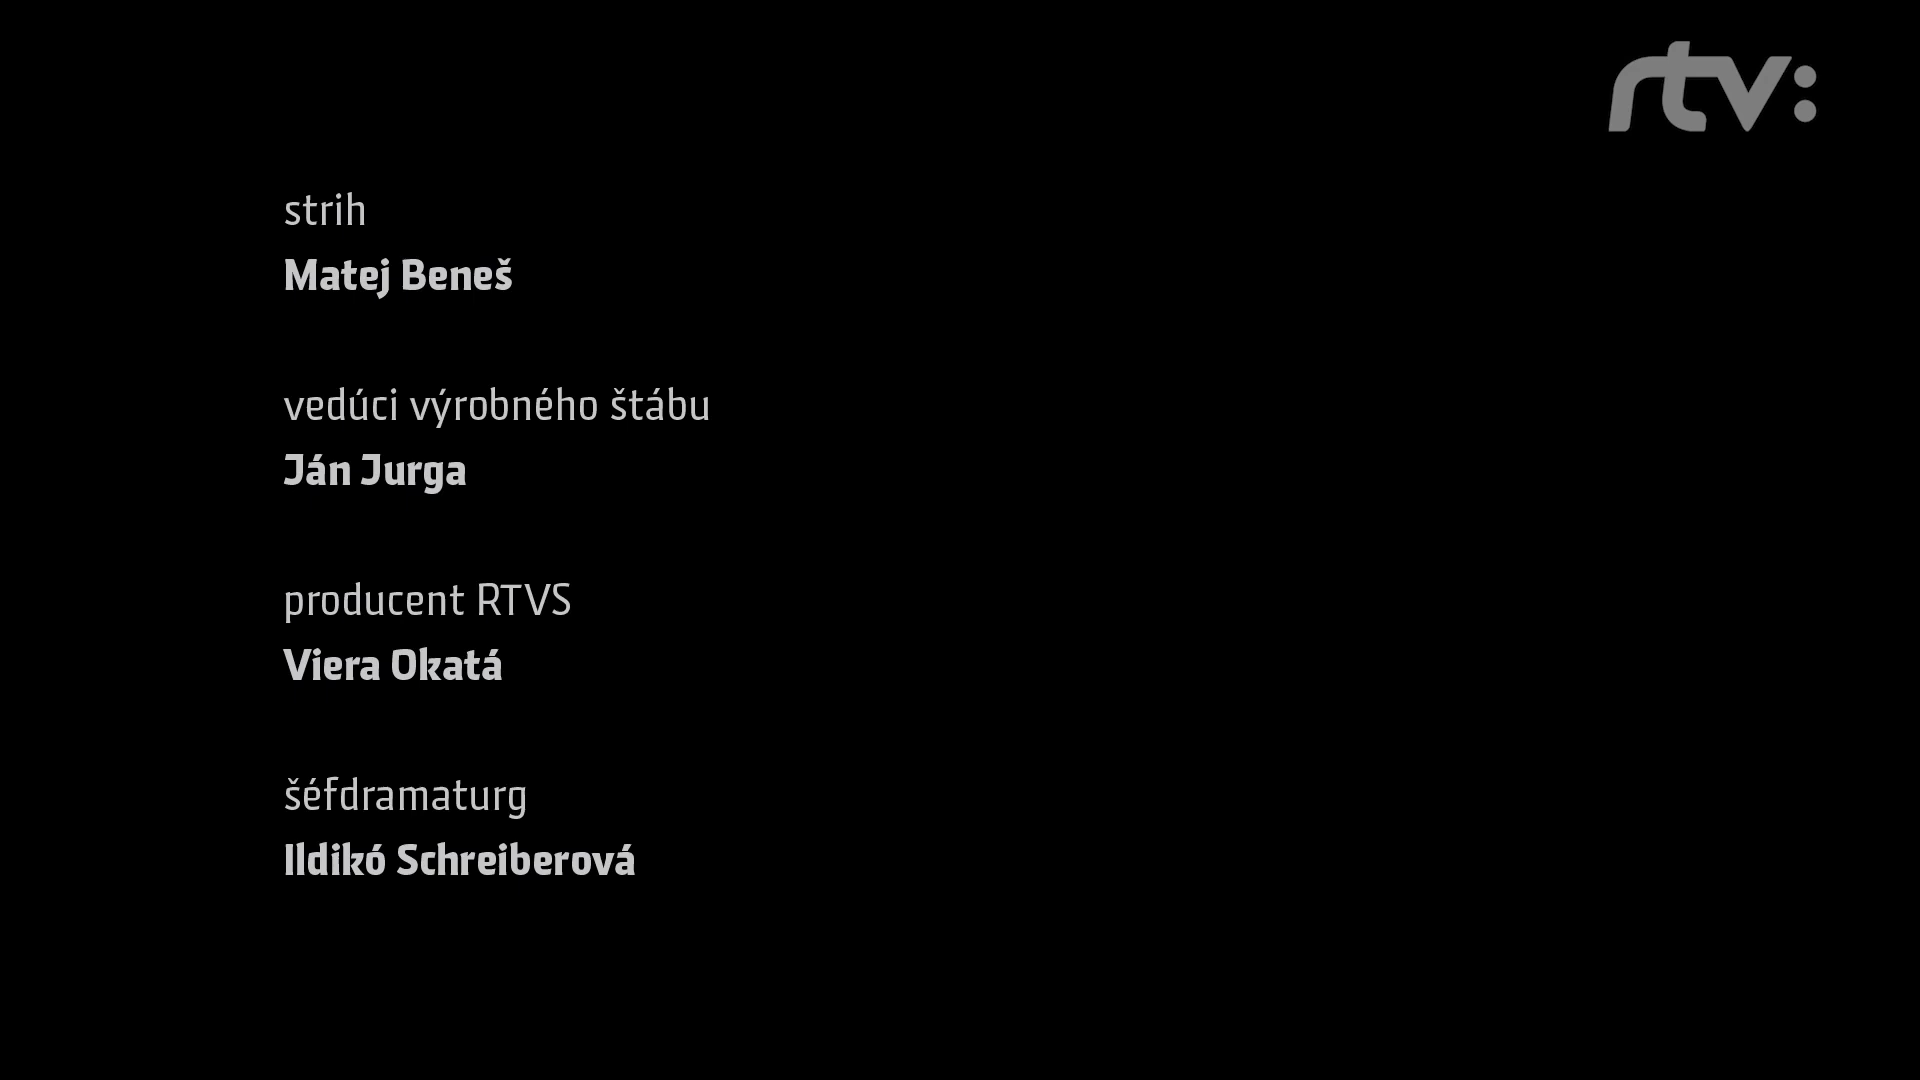 rtv:
strih
Matej Beneš
vedúci výrobného štábu
Ján Jurga
producent RTVS
Viera Okatá
šéfdramaturg
Ildikó Schreiberová